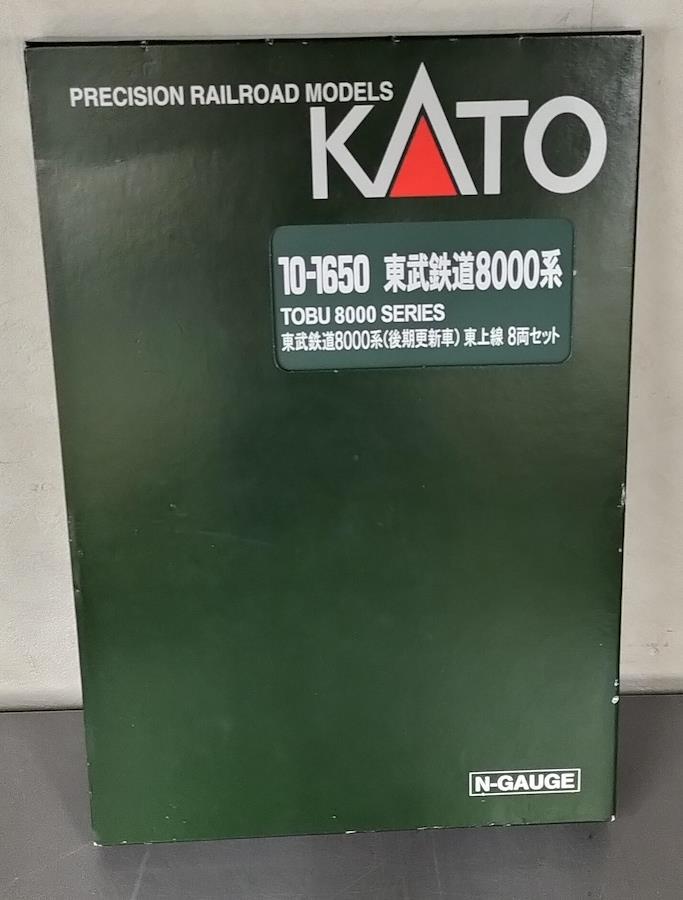 PRECISION RAILROAD MODELS
KATO
10-1650 東武鉄道8000系
TOBU 8000 SERIES
東武鉄道8000系(後期更新車) 東上線 8両セット
N-GAUGE